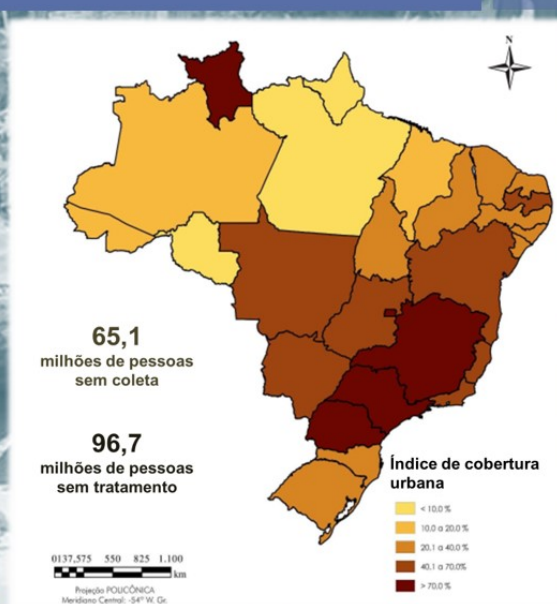 N
65,1
milhões de pessoas
sem coleta
96,7
milhões de pessoas
sem tratamento
Índice de cobertura
urbana
< 10,0 %
10,0 a 20,0 %
20,1 a 40,0 %
40,1 a 70,0%
> 70,0 %
0137,575 550 825 1.100
km
Projeção POLICÔNICA
Meridiano Central: -54º W. Gr.